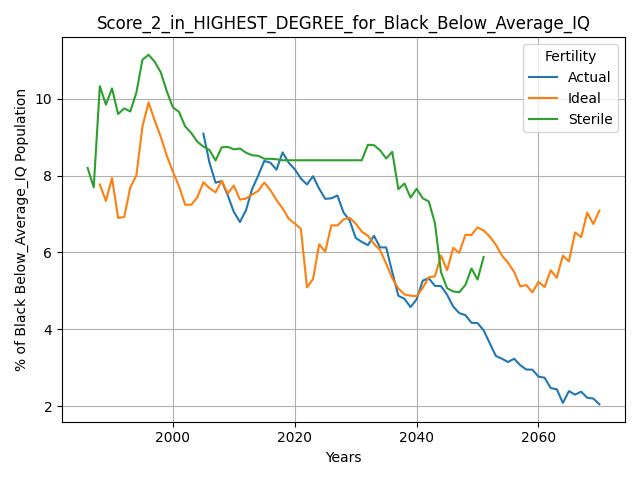 Score_2_in_HIGHEST_DEGREE_for_Black_Below_Average_IQ
% of Black Below_Average_IQ Population
10
8
6
4
2
Fertility
Actual
Ideal
Sterile
2000
2020
2040
2060
Years